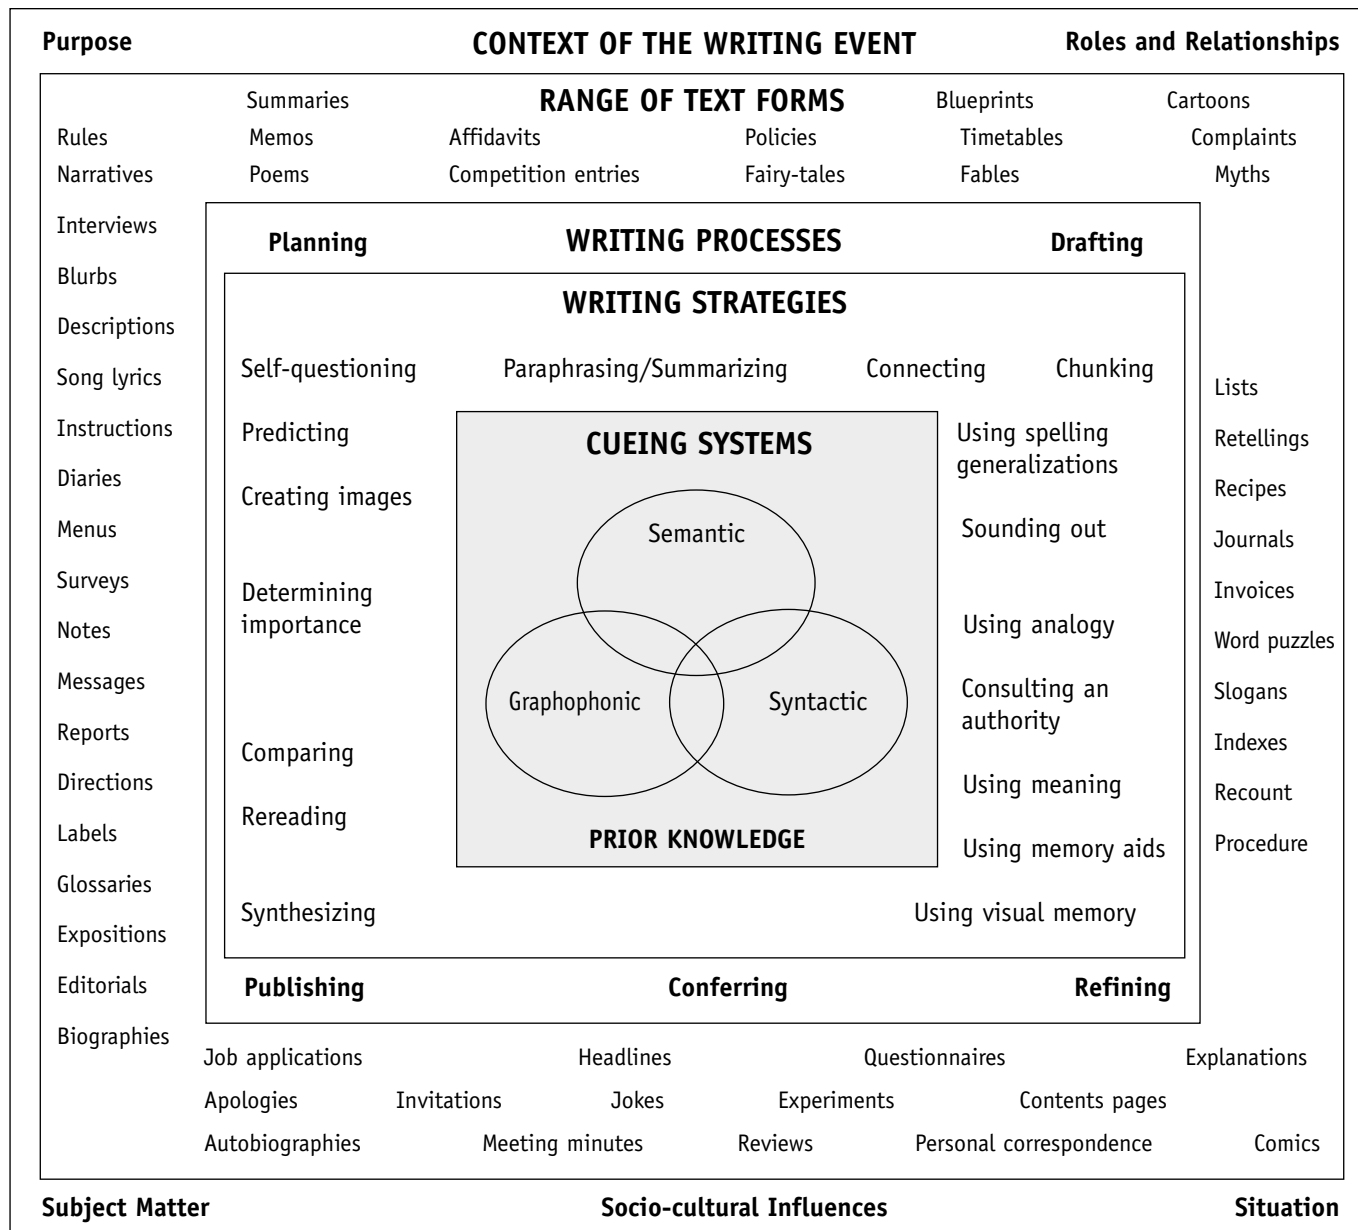 Purpose CONTEXT OF THE WRITING EVENT Roles and Relationships
Summaries RANGE OF TEXT FORMS Blueprints Cartoons
Rules Memos Affidavits Policies Timetables Complaints
Narratives Poems Competition entries Fairy-tales Fables Myths
Interviews
Blurbs
Descriptions
Song lyrics
Instructions
Diaries
Menus
Surveys
Notes
Messages
Reports
Directions
Labels
Glossaries
Expositions
Editorials
Biographies
Planning WRITING PROCESSES Drafting
WRITING STRATEGIES
Self-questioning Paraphrasing/Summarizing Connecting Chunking
Predicting
Creating images
Determining
importance
Comparing
Rereading
Synthesizing
CUEING SYSTEMS
Semantic
Graphophonic Syntactic
PRIOR KNOWLEDGE
Using spelling
generalizations
Sounding out
Using analogy
Consulting an
authority
Using meaning
Using memory aids
Using visual memory
Publishing Conferring Refining
Lists
Retellings
Recipes
Journals
Invoices
Word puzzles
Slogans
Indexes
Recount
Procedure
Job applications Headlines Questionnaires Explanations
Apologies Invitations Jokes Experiments Contents pages
Autobiographies Meeting minutes Reviews Personal correspondence Comics
Subject Matter Socio-cultural Influences Situation